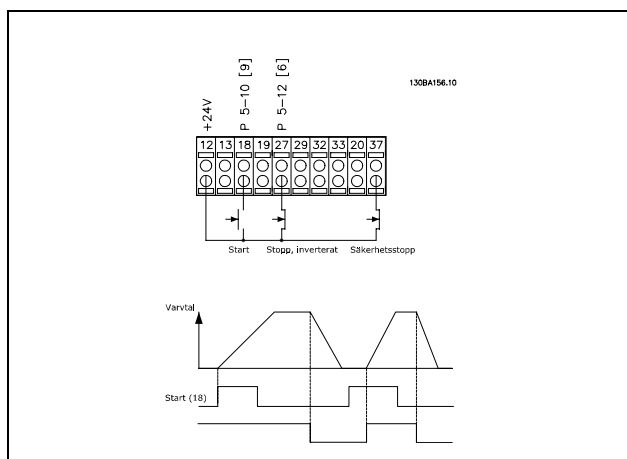 130BA156.10
+24V
P 5-10 [9]
P 5-12 [6]
12 13 18 19 27 29 32 33 20 37
Start Stopp, inverterat Säkerhetsstopp
Varvtal
Start (18)